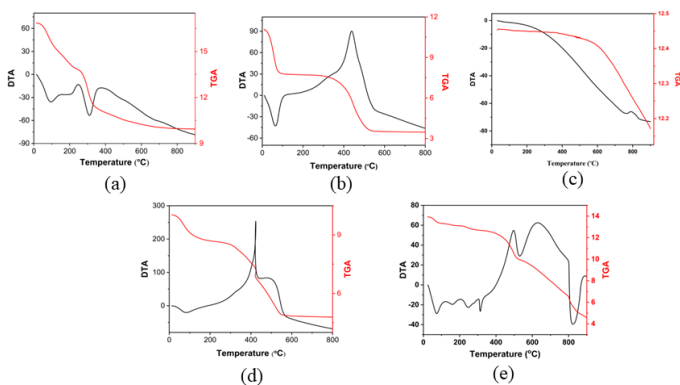 60
30
0
-30
-60
-90
DTA
0 200 400 600 800
Temperature (°C)
15
12
9
TGA
(a)
90
60
30
0
-30
-60
DTA
0 200 400 600 800
Temperature (°C)
12
9
6
3
TGA
(b)
0
-20
-40
-60
-80
DTA
0 200 400 600 800
Temperature (°C)
12.5
12.4
12.3
12.2
TGA
(c)
300
200
100
0
-100
DTA
0 200 400 600 800
Temperature (°C)
9
6
TGA
(d)
80
60
40
20
0
-20
-40
DTA
0 200 400 600 800
Temperature (°C)
14
12
10
8
6
4
TGA
(e)